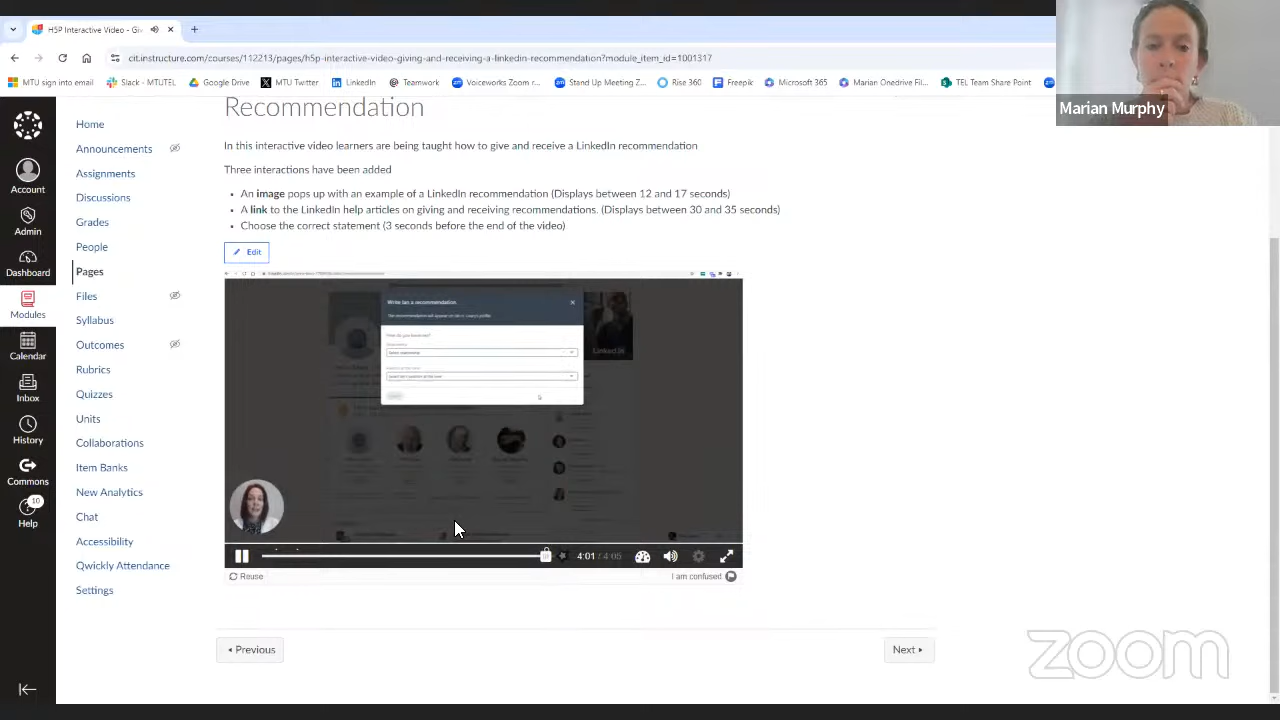 H5P Interactive Video - Giv
cit.instructure.com/courses/112213/pages/h5p-interactive-video-giving-and-receiving-a-linkedin-recommendation?module_item_id=1001317
MTU sign into email
Slack - MTUTEL
Google Drive
MTU Twitter
LinkedIn
Teamwork
Voiceworks Zoom r...
Stand Up Meeting Z...
Rise 360
Freepik
Microsoft 365
Marian Onedrive Fil...
TEL Team Share Point
Marian Murphy
Account
Admin
Dashboard
Modules
Calendar
Inbox
History
Commons
10
Help
Home
Announcements
Assignments
Discussions
Grades
People
Pages
Files
Syllabus
Outcomes
Rubrics
Quizzes
Units
Collaborations
Item Banks
New Analytics
Chat
Accessibility
Qwickly Attendance
Settings
Recommendation
In this interactive video learners are being taught how to give and receive a LinkedIn recommendation
Three interactions have been added
An image pops up with an example of a LinkedIn recommendation (Displays between 12 and 17 seconds)
A link to the LinkedIn help articles on giving and receiving recommendations. (Displays between 30 and 35 seconds)
Choose the correct statement (3 seconds before the end of the video)
Edit
Write Ian a recommendation.
4:01 / 4:05
Reuse
I am confused
Previous
Next
zoom